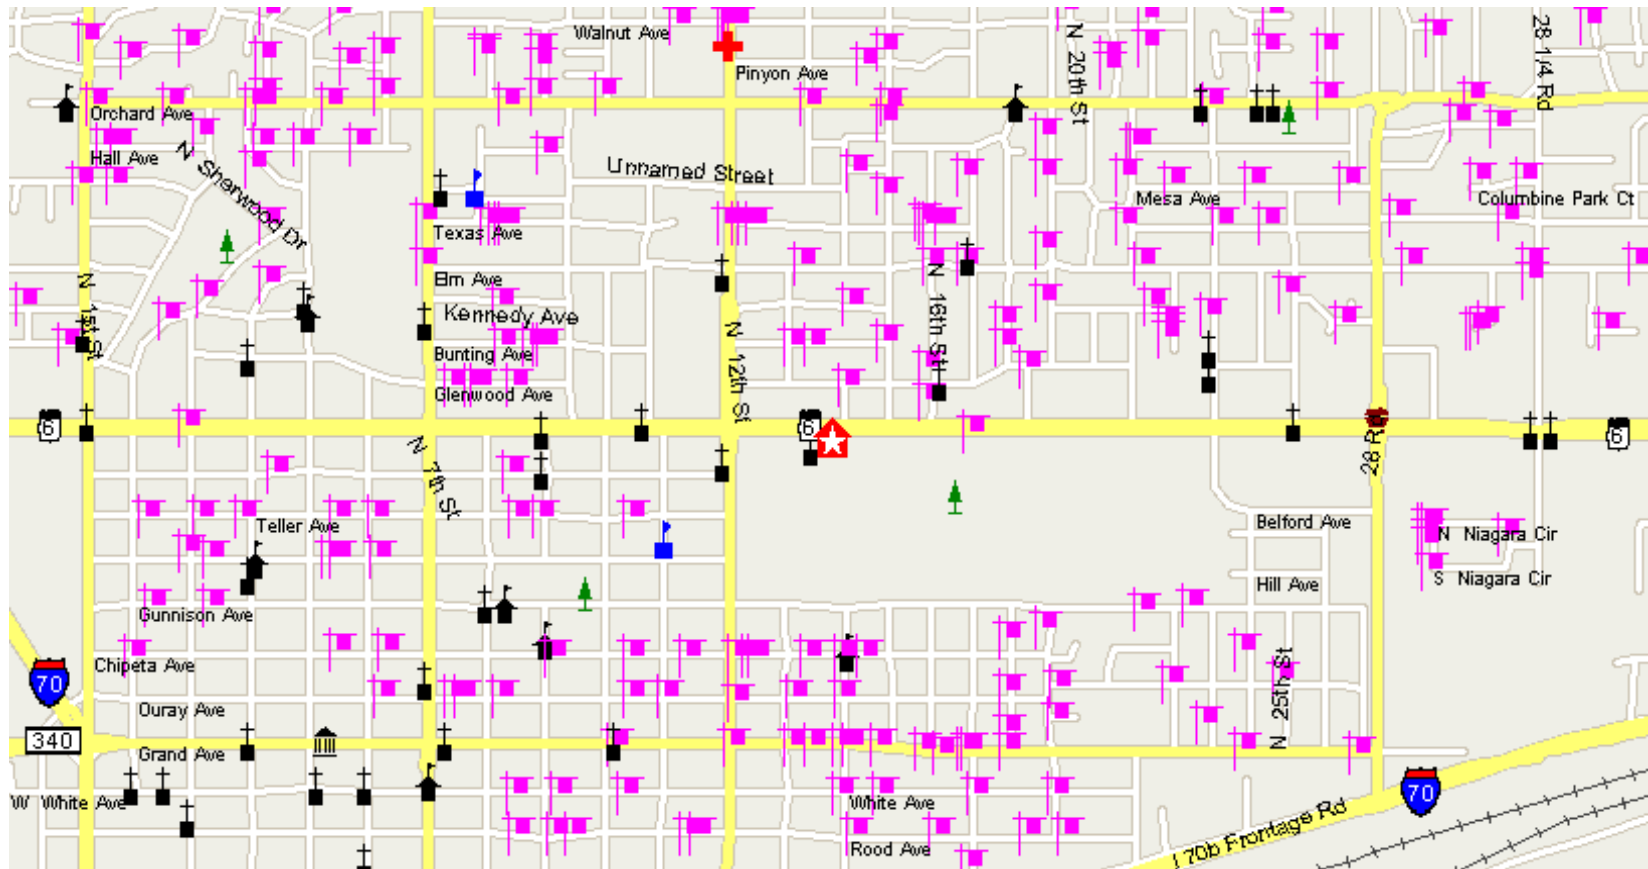 Walnut Ave
N 20th St
28 1/4 Rd
Pinyon Ave
Orchard Ave
Hall Ave
N Sherwood Dr
Unnamed Street
Mesa Ave
Columbine Park Ct
Texas Ave
Elm Ave
N 1st St
Kennedy Ave
N 16th St
Bunting Ave
N 12th St
Glenwood Ave
6
6
6
N 7th St
28 Rd
Teller Ave
Belford Ave
N Niagara Cir
S Niagara Cir
Hill Ave
Gunnison Ave
Chipeta Ave
70
N 25th St
Ouray Ave
340
Grand Ave
W White Ave
White Ave
70
I 70b Frontage Rd
Rood Ave